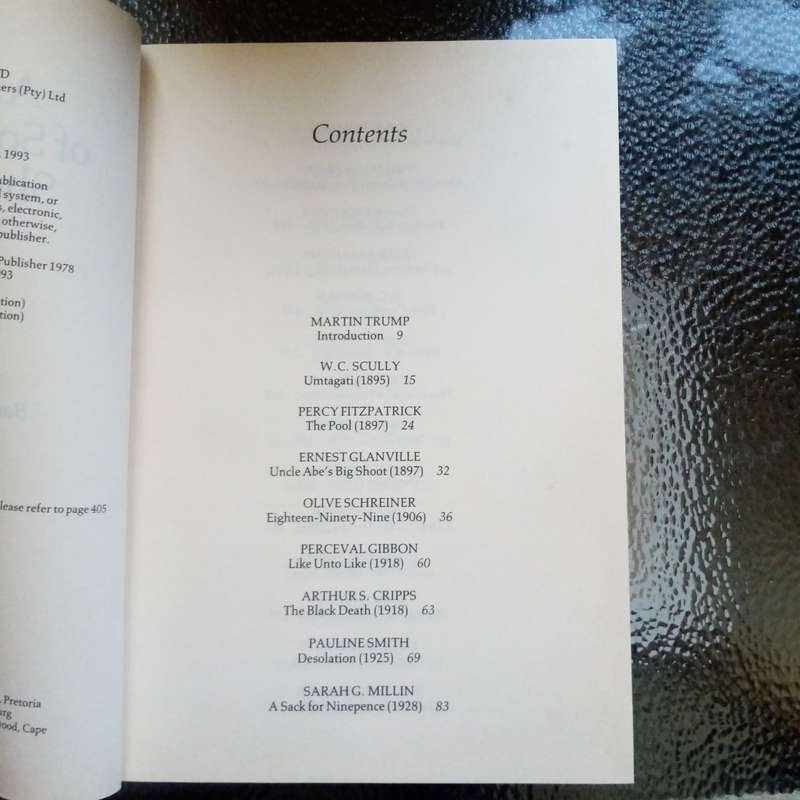 D
ers (Pty) Ltd
1993
ublication
system, or
s, electronic,
otherwise,
publisher.
Publisher 1978
93
tion)
tion)
lease refer to page 405
Pretoria
urg
ood, Cape
Contents
MARTIN TRUMP
Introduction 9
W.C. SCULLY
Umtagati (1895) 15
PERCY FITZPATRICK
The Pool (1897) 24
ERNEST GLANVILLE
Uncle Abe's Big Shoot (1897) 32
OLIVE SCHREINER
Eighteen-Ninety-Nine (1906) 36
PERCEVAL GIBBON
Like Unto Like (1918) 60
ARTHUR S. CRIPPS
The Black Death (1918) 63
PAULINE SMITH
Desolation (1925) 69
SARAH G. MILLIN
A Sack for Ninepence (1928) 83